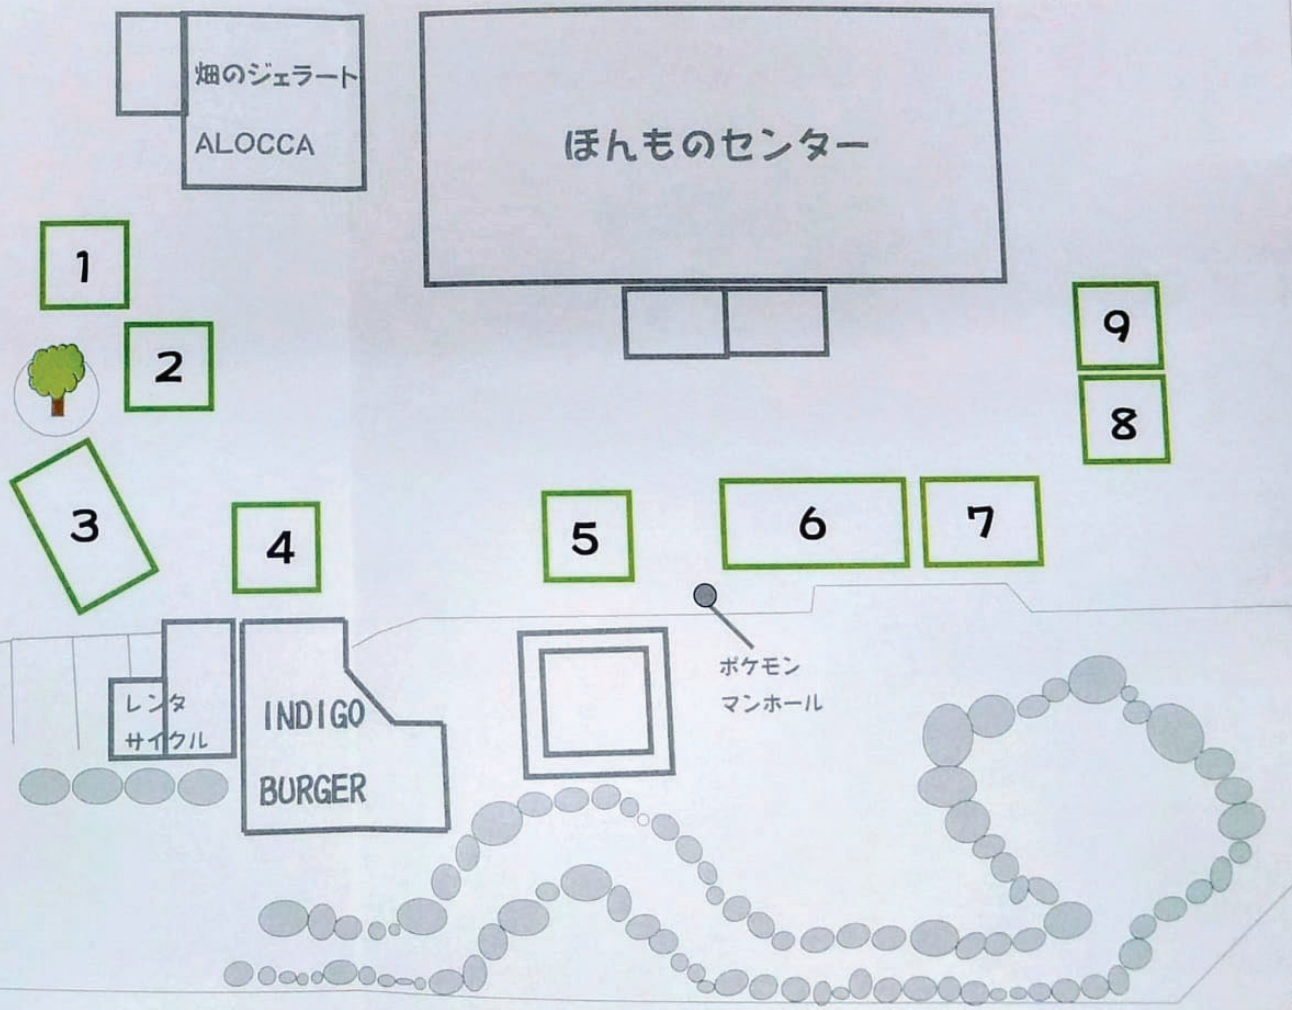 畑のジェラート
ALOCCA
ほんものセンター
1
2
3
4
5
6
7
8
9
ポケモン
マンホール
レンタ
サイクル
INDIGO
BURGER